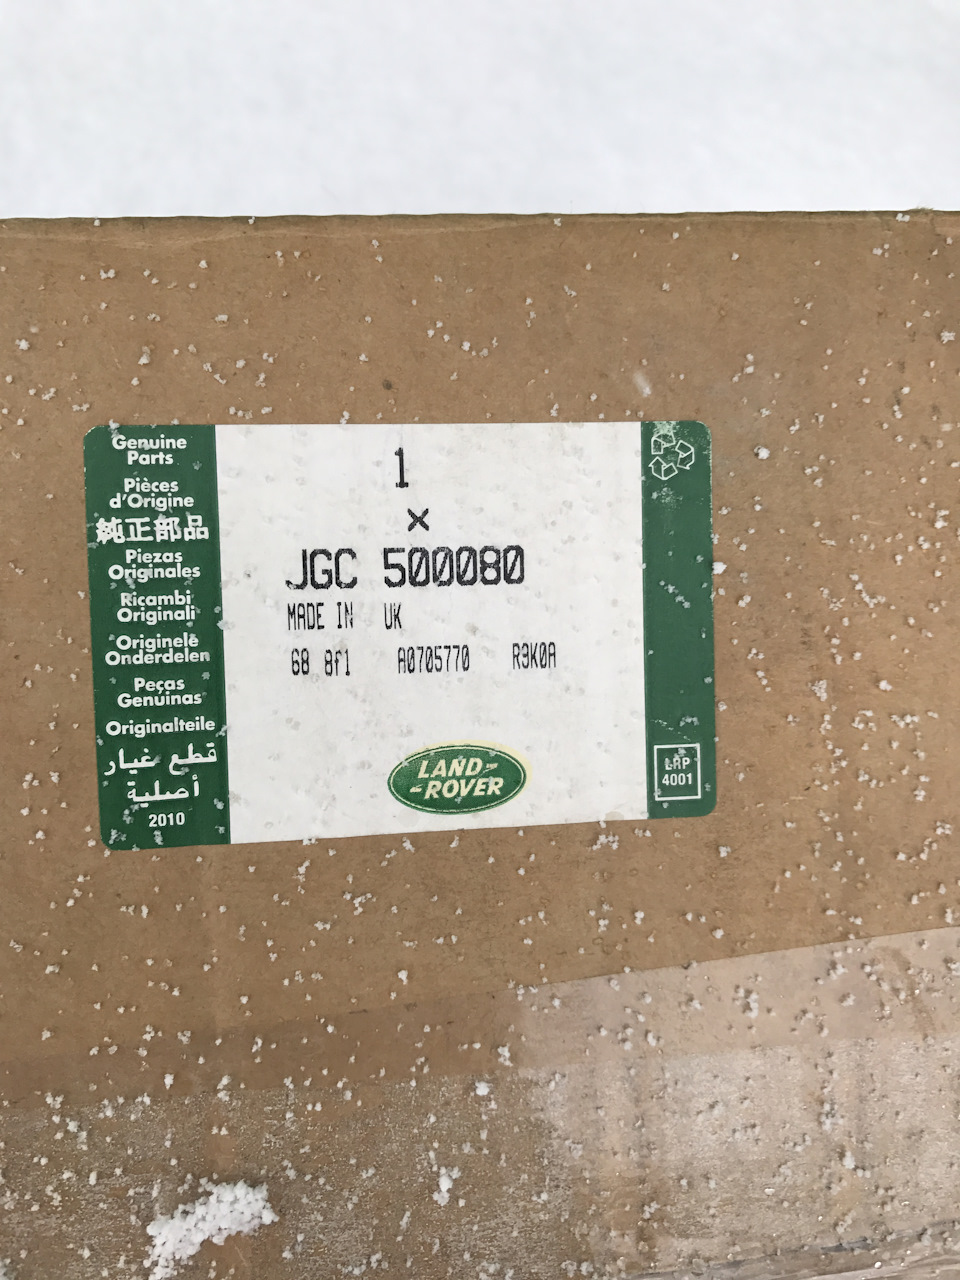 Genuine
Parts
Pièces
d'Origine
純正部品
Piezas
Originales
Ricambi
Originali
Originele
Onderdelen
Peças
Genuinas
Originalteile
قطع غيار
أصلية
2010
1
×
JGC 500080
MADE IN UK
68 8f1 A0705770 R9K0A
LAND-
-ROVER
LRP
4001